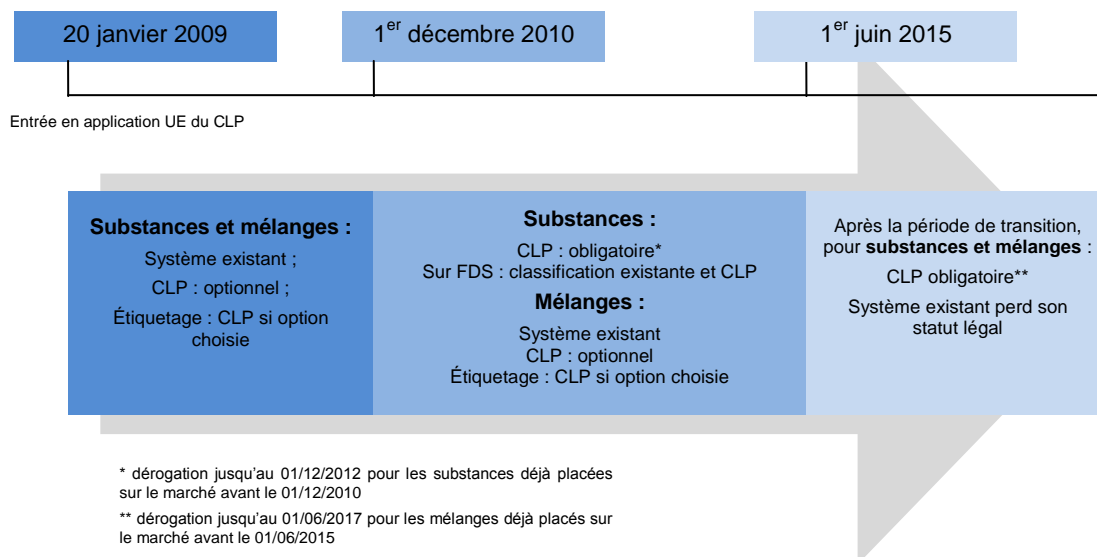 20 janvier 2009
1er décembre 2010
1er juin 2015
Entrée en application UE du CLP
Substances et mélanges :
Système existant ;
CLP : optionnel ;
Étiquetage : CLP si option
choisie
Substances :
CLP : obligatoire*
Sur FDS : classification existante et CLP
Mélanges :
Système existant
CLP : optionnel
Étiquetage : CLP si option choisie
Après la période de transition,
pour substances et mélanges :
CLP obligatoire**
Système existant perd son
statut légal
* dérogation jusqu'au 01/12/2012 pour les substances déjà placées
sur le marché avant le 01/12/2010
** dérogation jusqu'au 01/06/2017 pour les mélanges déjà placés sur
le marché avant le 01/06/2015